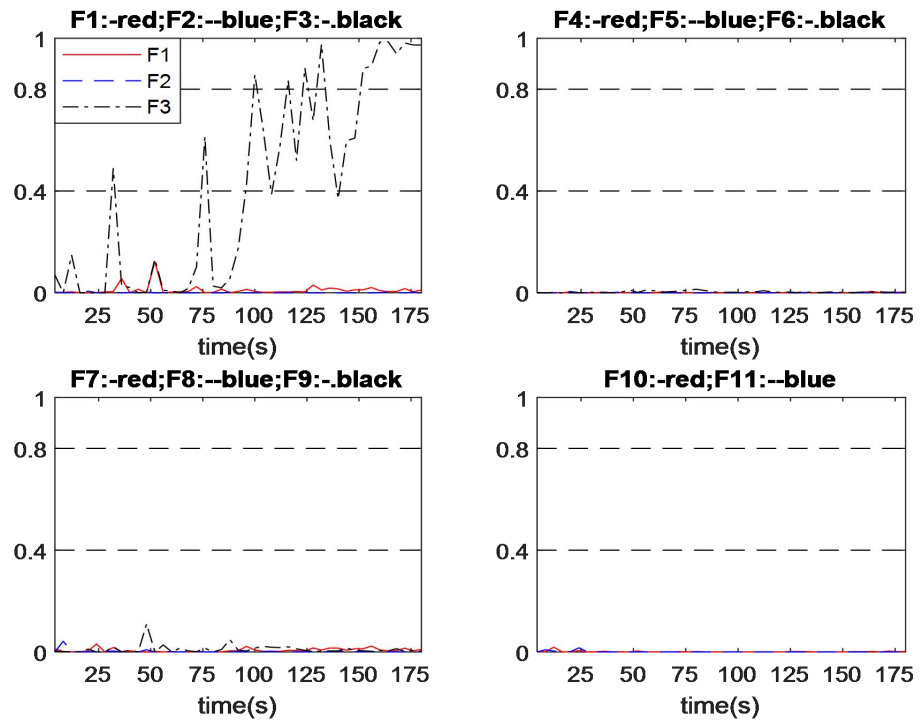 F1:-red;F2:--blue;F3:-.black
1
0.8
0.4
0
F1
F2
F3
25 50 75 100 125 150 175
time(s)
F4:-red;F5:--blue;F6:-.black
1
0.8
0.4
0
25 50 75 100 125 150 175
time(s)
F7:-red;F8:--blue;F9:-.black
1
0.8
0.4
0
25 50 75 100 125 150 175
time(s)
F10:-red;F11:--blue
1
0.8
0.4
0
25 50 75 100 125 150 175
time(s)